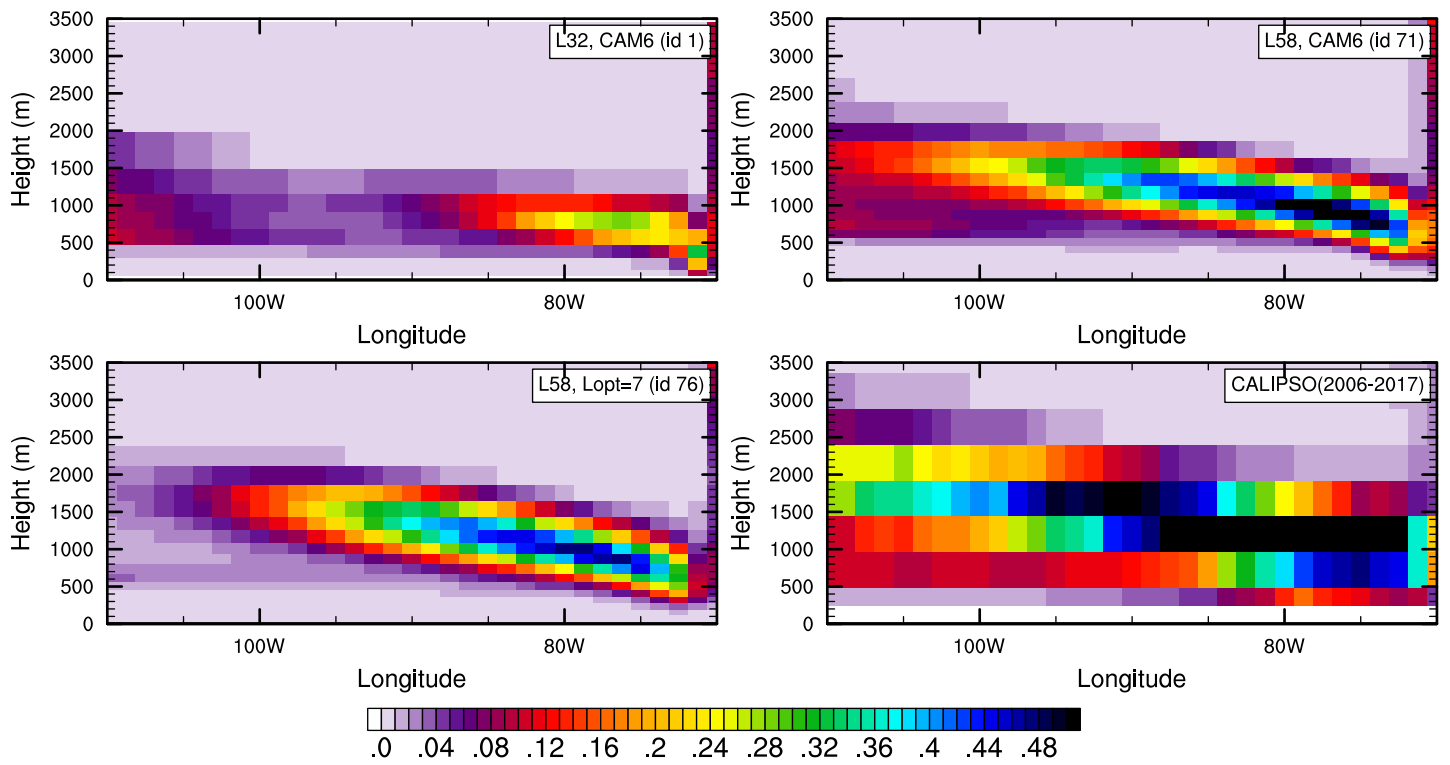 3500
L32, CAM6 (id 1)
3000
2500
2000
1500
1000
500
0
Height (m)
100W
80W
Longitude
3500
L58, CAM6 (id 71)
3000
2500
2000
1500
1000
500
0
Height (m)
100W
80W
Longitude
3500
L58, Lopt=7 (id 76)
3000
2500
2000
1500
1000
500
0
Height (m)
100W
80W
Longitude
3500
CALIPSO(2006-2017)
3000
2500
2000
1500
1000
500
0
Height (m)
100W
80W
Longitude
.0 .04 .08 .12 .16 .2 .24 .28 .32 .36 .4 .44 .48